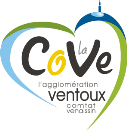 la
CoVe
l'agglomération
ventoux
comtat
venaissin